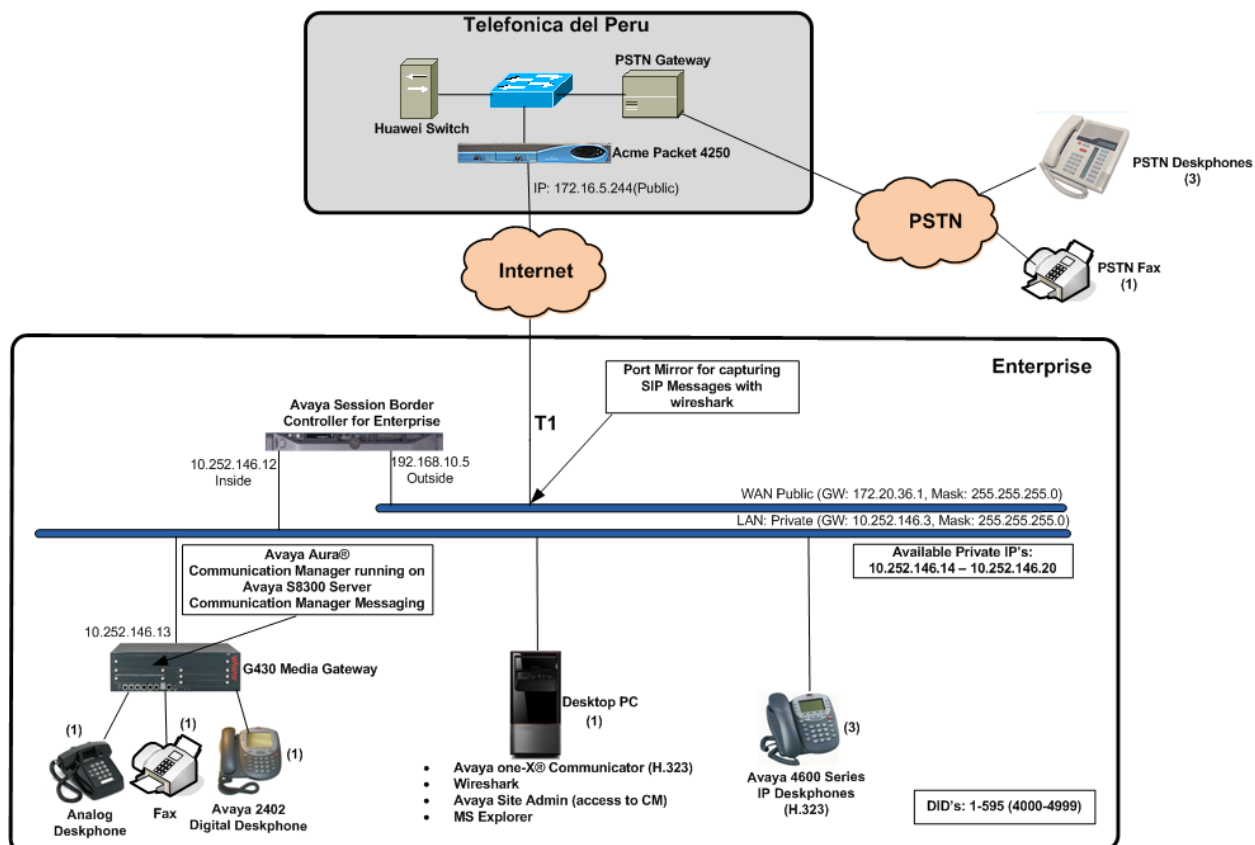 Telefonica del Peru
PSTN Gateway
Huawei Switch
Acme Packet 4250
IP: 172.16.5.244(Public)
PSTN Deskphones
(3)
PSTN
PSTN Fax
(1)
Internet
Enterprise
Port Mirror for capturing
SIP Messages with
wireshark
Avaya Session Border
Controller for Enterprise
T1
10.252.146.12
Inside
192.168.10.5
Outside
WAN Public (GW: 172.20.36.1, Mask: 255.255.255.0)
LAN: Private (GW: 10.252.146.3, Mask: 255.255.255.0)
Available Private IP's:
10.252.146.14 – 10.252.146.20
Avaya Aura®
Communication Manager running on
Avaya S8300 Server
Communication Manager Messaging
10.252.146.13
G430 Media Gateway
AVAYA
(1)
(1)
(1)
Analog
Deskphone
Fax
Avaya 2402
Digital Deskphone
Desktop PC
(1)
• Avaya one-X® Communicator (H.323)
• Wireshark
• Avaya Site Admin (access to CM)
• MS Explorer
(3)
Avaya 4600 Series
IP Deskphones
(H.323)
DID's: 1-595 (4000-4999)